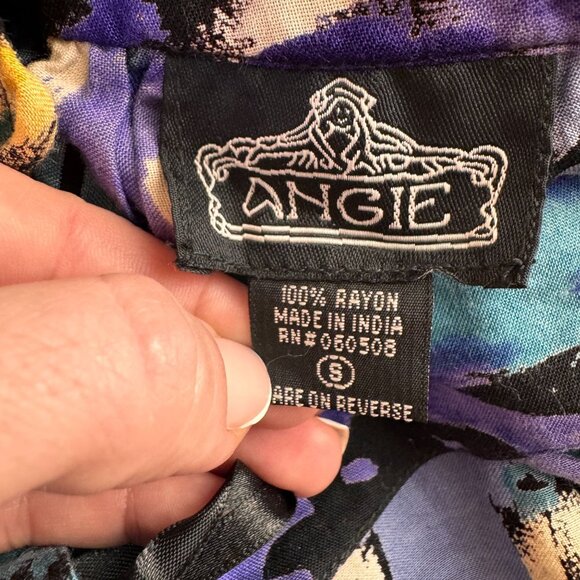 ANGIE
100% RAYON
MADE IN INDIA
RN#060508
S
ARE ON REVERSE